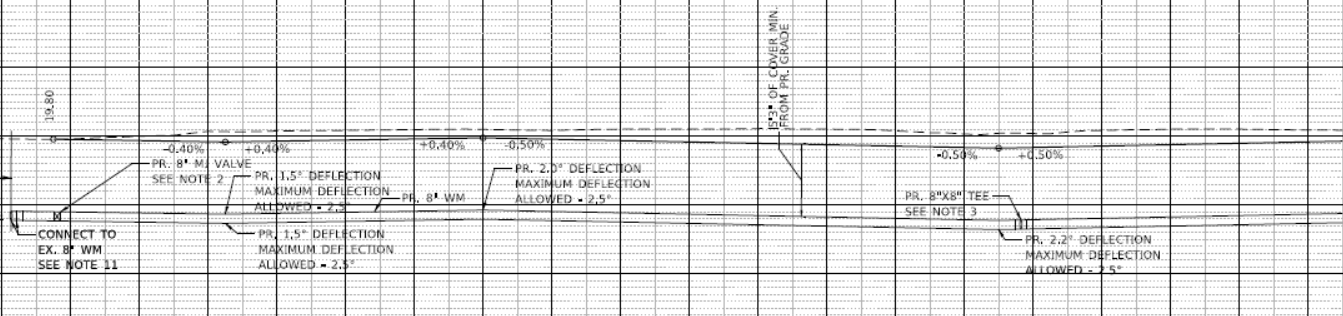 19.80
5'3" OF COVER MIN.
FROM PR. GRADE
-0.40%
+0.40%
+0.40%
-0.50%
-0.50%
+0.50%
PR. 8" MJ VALVE
SEE NOTE 2
PR. 1.5° DEFLECTION
MAXIMUM DEFLECTION
ALLOWED = 2.5°
PR. 8" WM
PR. 2.0° DEFLECTION
MAXIMUM DEFLECTION
ALLOWED = 2.5°
PR. 8"X8" TEE
SEE NOTE 3
CONNECT TO
EX. 8" WM
SEE NOTE 11
PR. 1.5° DEFLECTION
MAXIMUM DEFLECTION
ALLOWED = 2.5°
PR. 2.2° DEFLECTION
MAXIMUM DEFLECTION
ALLOWED = 2.5°